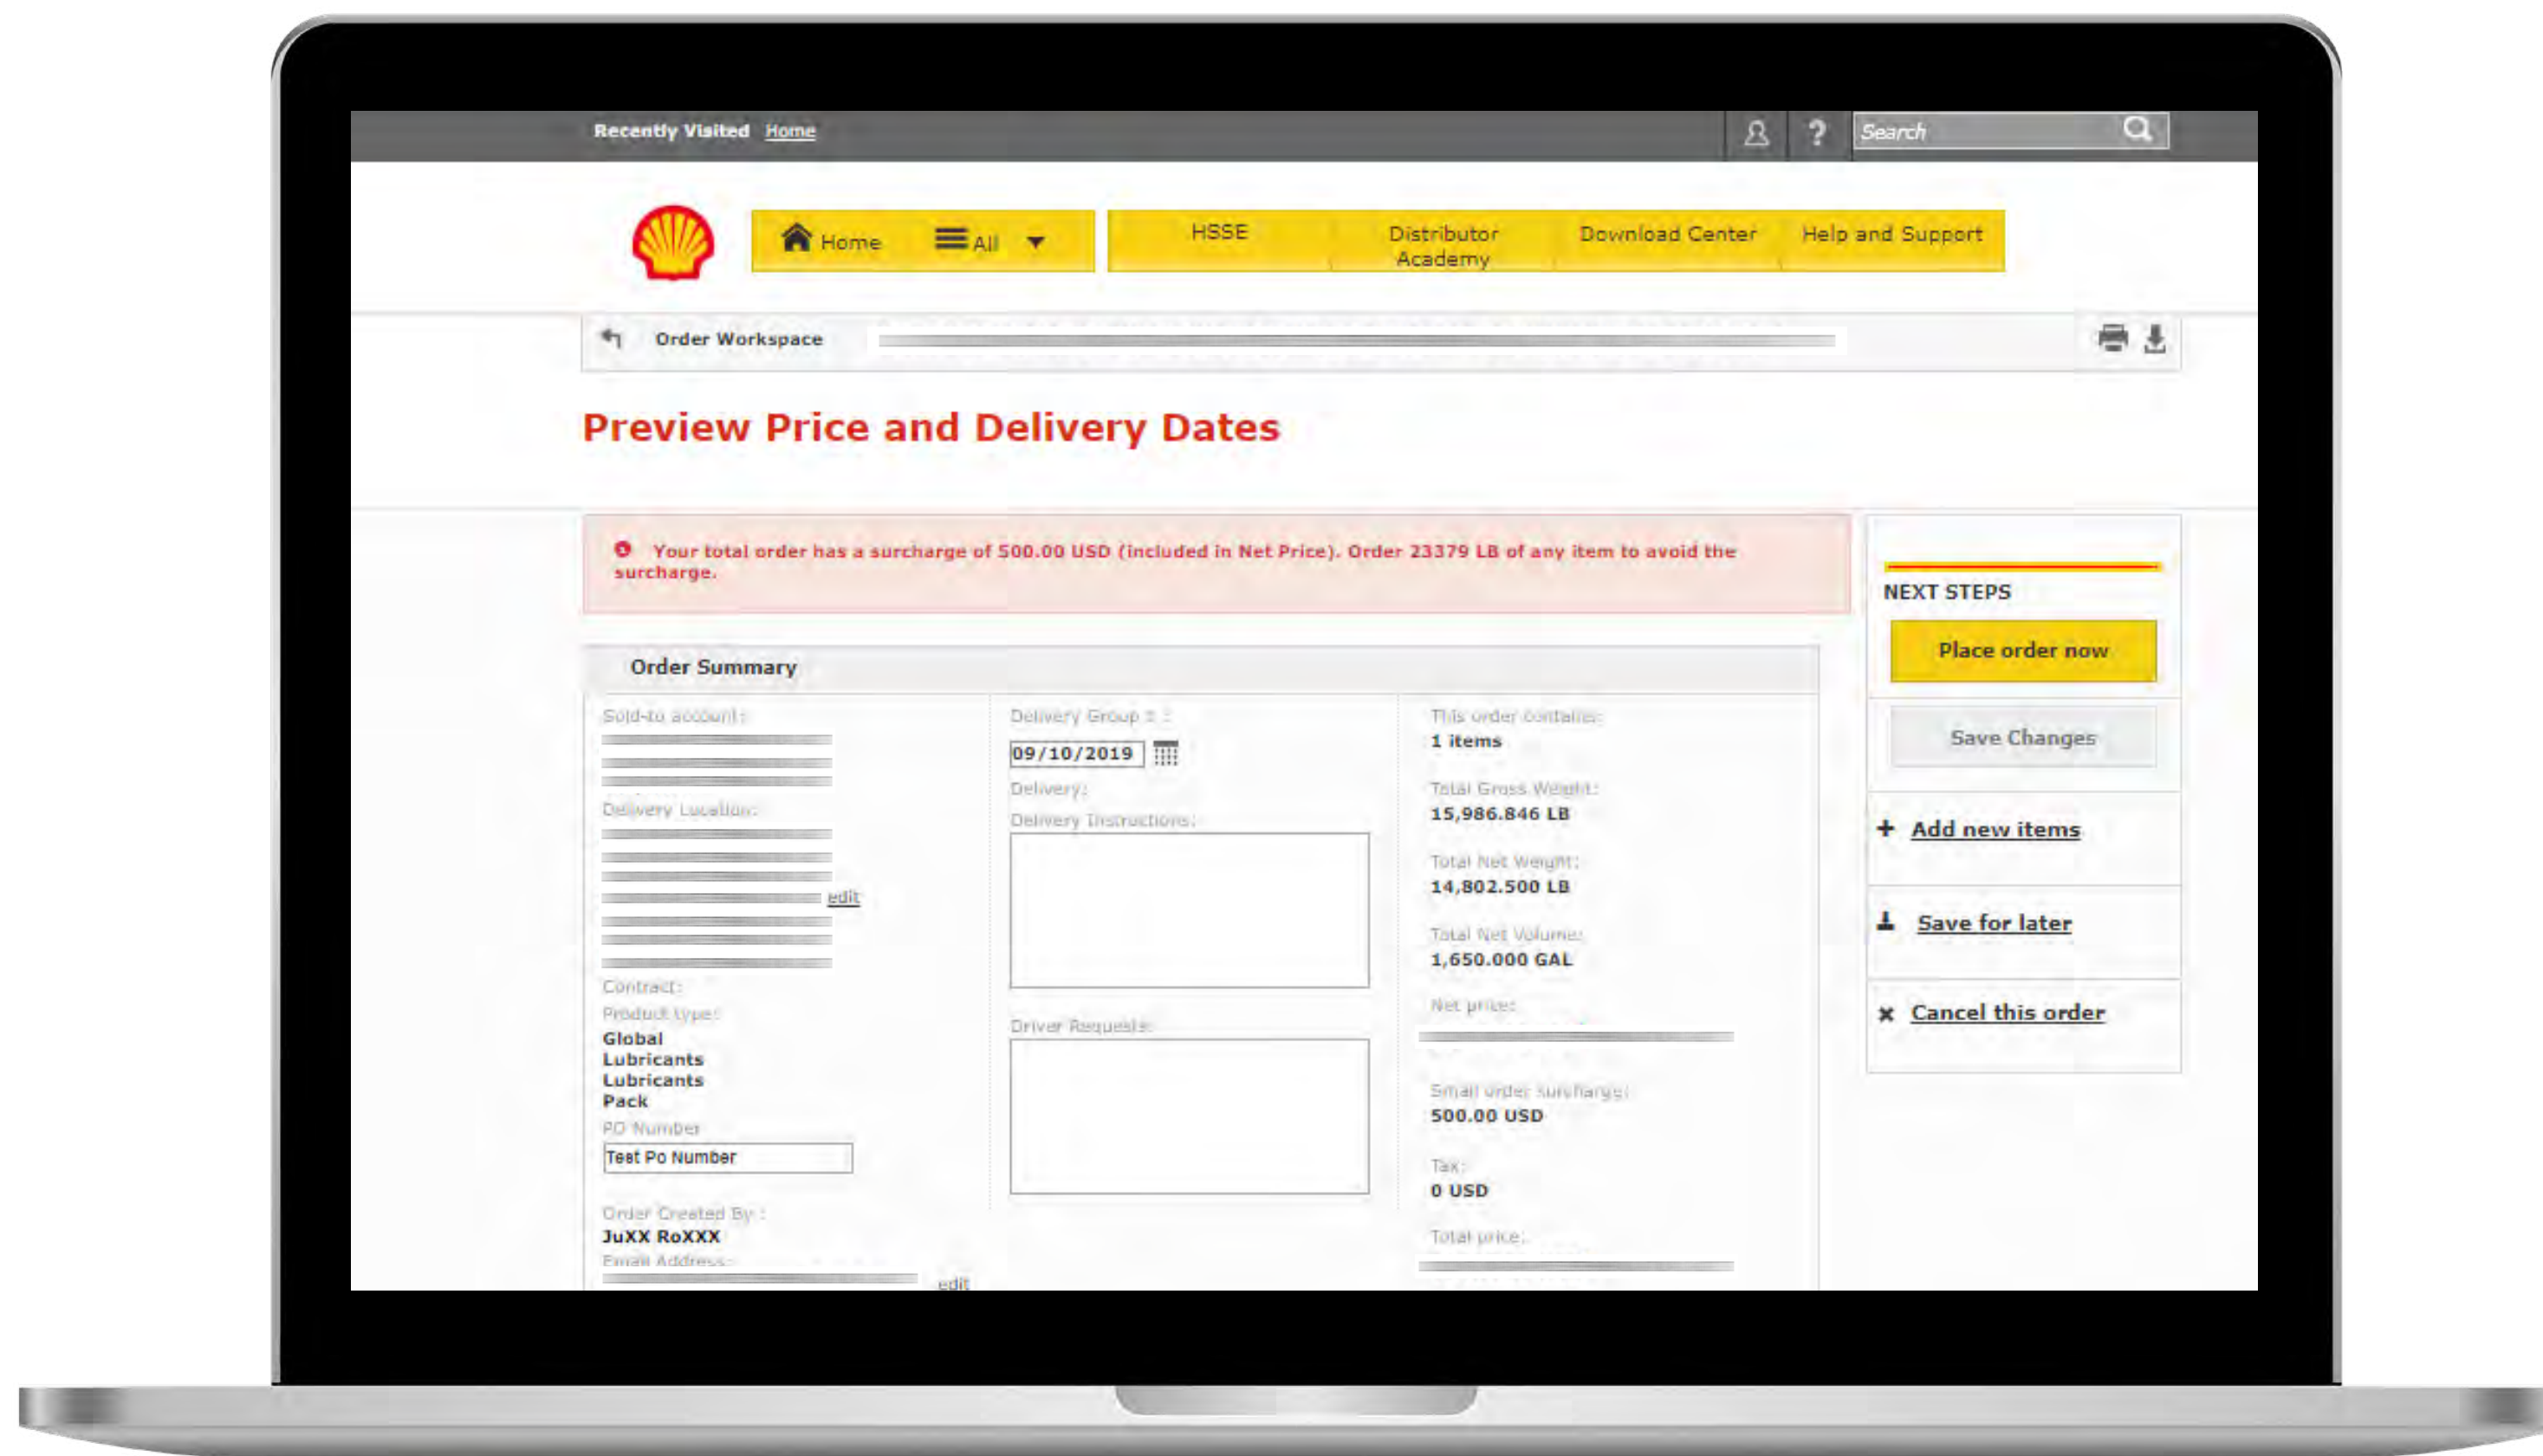 Recently Visited Home
Search
Home
All
HSSE
Distributor
Academy
Download Center
Help and Support
Order Workspace
Preview Price and Delivery Dates
Your total order has a surcharge of 500.00 USD (included in Net Price). Order 23379 LB of any item to avoid the
surcharge.
Order Summary
Sold-to account:
Delivery Location:
edit
Contract:
Product type:
Global
Lubricants
Lubricants
Pack
PO Number
Test Po Number
Order Created By :
JuXX RoXXX
Email Address:
edit
Delivery Group
09/10/2019
Delivery:
Delivery Instructions:
Driver Requests:
This order contains:
1 items
Total Gross Weight:
15,986.846 LB
Total Net Weight:
14,802.500 LB
Total Net Volume:
1,650.000 GAL
Net price:
Small order surcharge:
500.00 USD
Tax:
0 USD
Total price:
NEXT STEPS
Place order now
Save Changes
Add new items
Save for later
Cancel this order